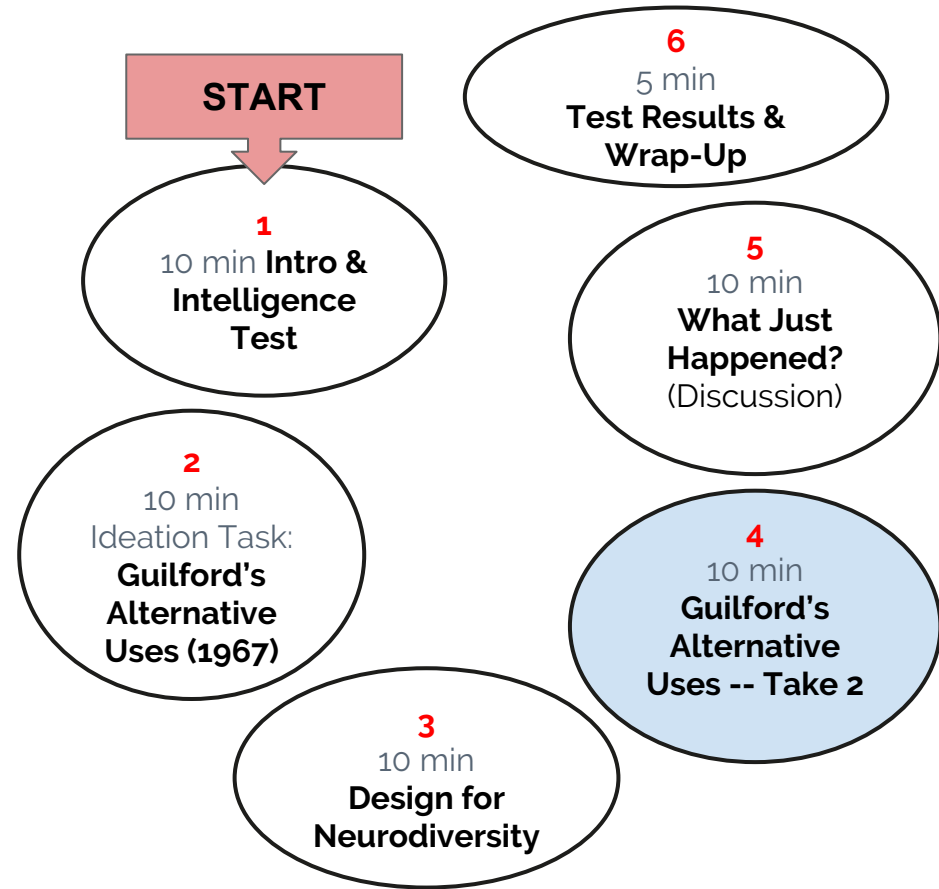 START
1
10 min Intro &
Intelligence
Test
2
10 min
Ideation Task:
Guilford's
Alternative
Uses (1967)
3
10 min
Design for
Neurodiversity
4
10 min
Guilford's
Alternative
Uses -- Take 2
5
10 min
What Just
Happened?
(Discussion)
6
5 min
Test Results &
Wrap-Up